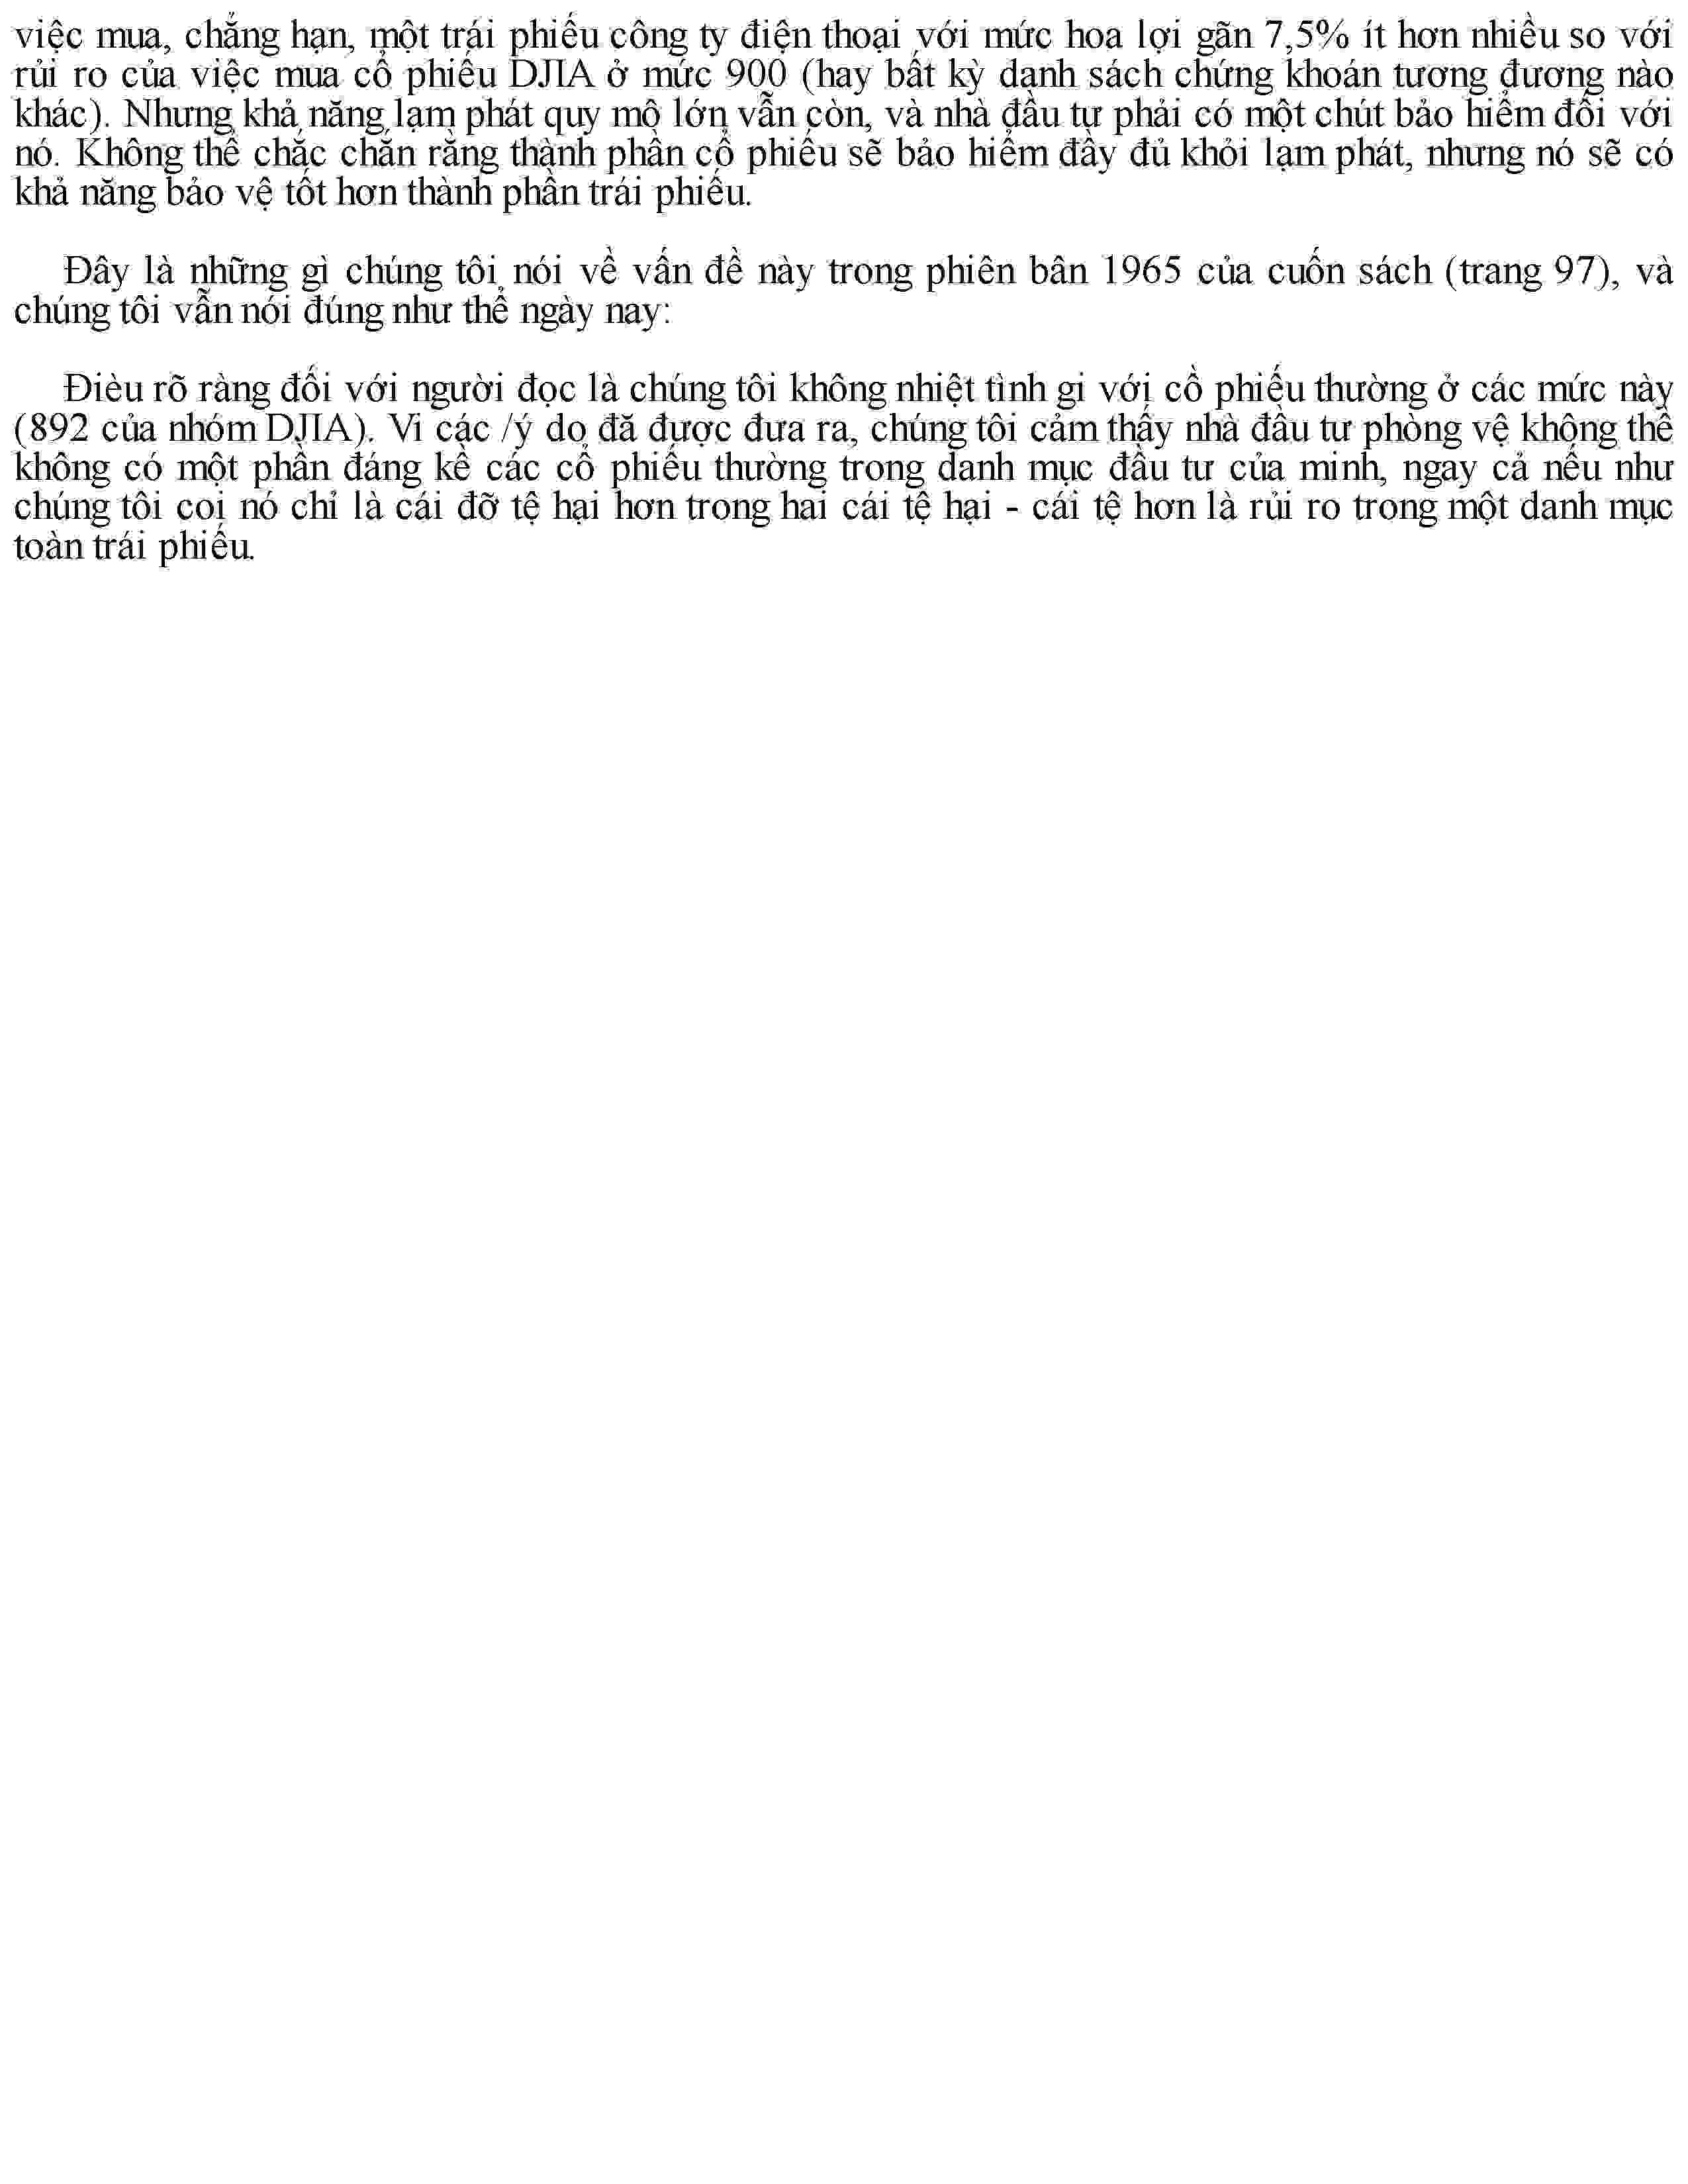 việc mua, chẳng hạn, một trái phiếu công ty điện thoại với mức hoa lợi gãn 7,5% ít hơn nhiều so với
rủi ro của việc mua cổ phiếu DJIA ở mức 900 (hay bất kỳ danh sách chứng khoán tương đương nào
khác). Nhưng khả năng lạm phát quy mô lớn vẫn còn, và nhà đầu tư phải có một chút bảo hiểm đối với
nó. Không thể chắc chắn rằng thành phần cổ phiếu sẽ bảo hiểm đầy đủ khỏi lạm phát, nhưng nó sẽ có
khả năng bảo vệ tốt hơn thành phần trái phiếu.
Đây là những gì chúng tôi nói về vấn đề này trong phiên bân 1965 của cuốn sách (trang 97), và
chúng tôi vẫn nói đúng như thể ngày nay:
Đièu rõ ràng đối với người đọc là chúng tôi không nhiệt tình gi với cồ phiếu thường ở các mức này
(892 của nhóm DJIA). Vi các /ý do đã được đưa ra, chúng tôi cảm thấy nhà đầu tư phòng vệ không thể
không có một phần đáng kề các cổ phiếu thường trong danh mục đầu tư của minh, ngay cả nếu như
chúng tôi coi nó chỉ là cái đỡ tệ hại hơn trong hai cái tệ hại - cái tệ hơn là rủi ro trong một danh mục
toàn trái phiếu.